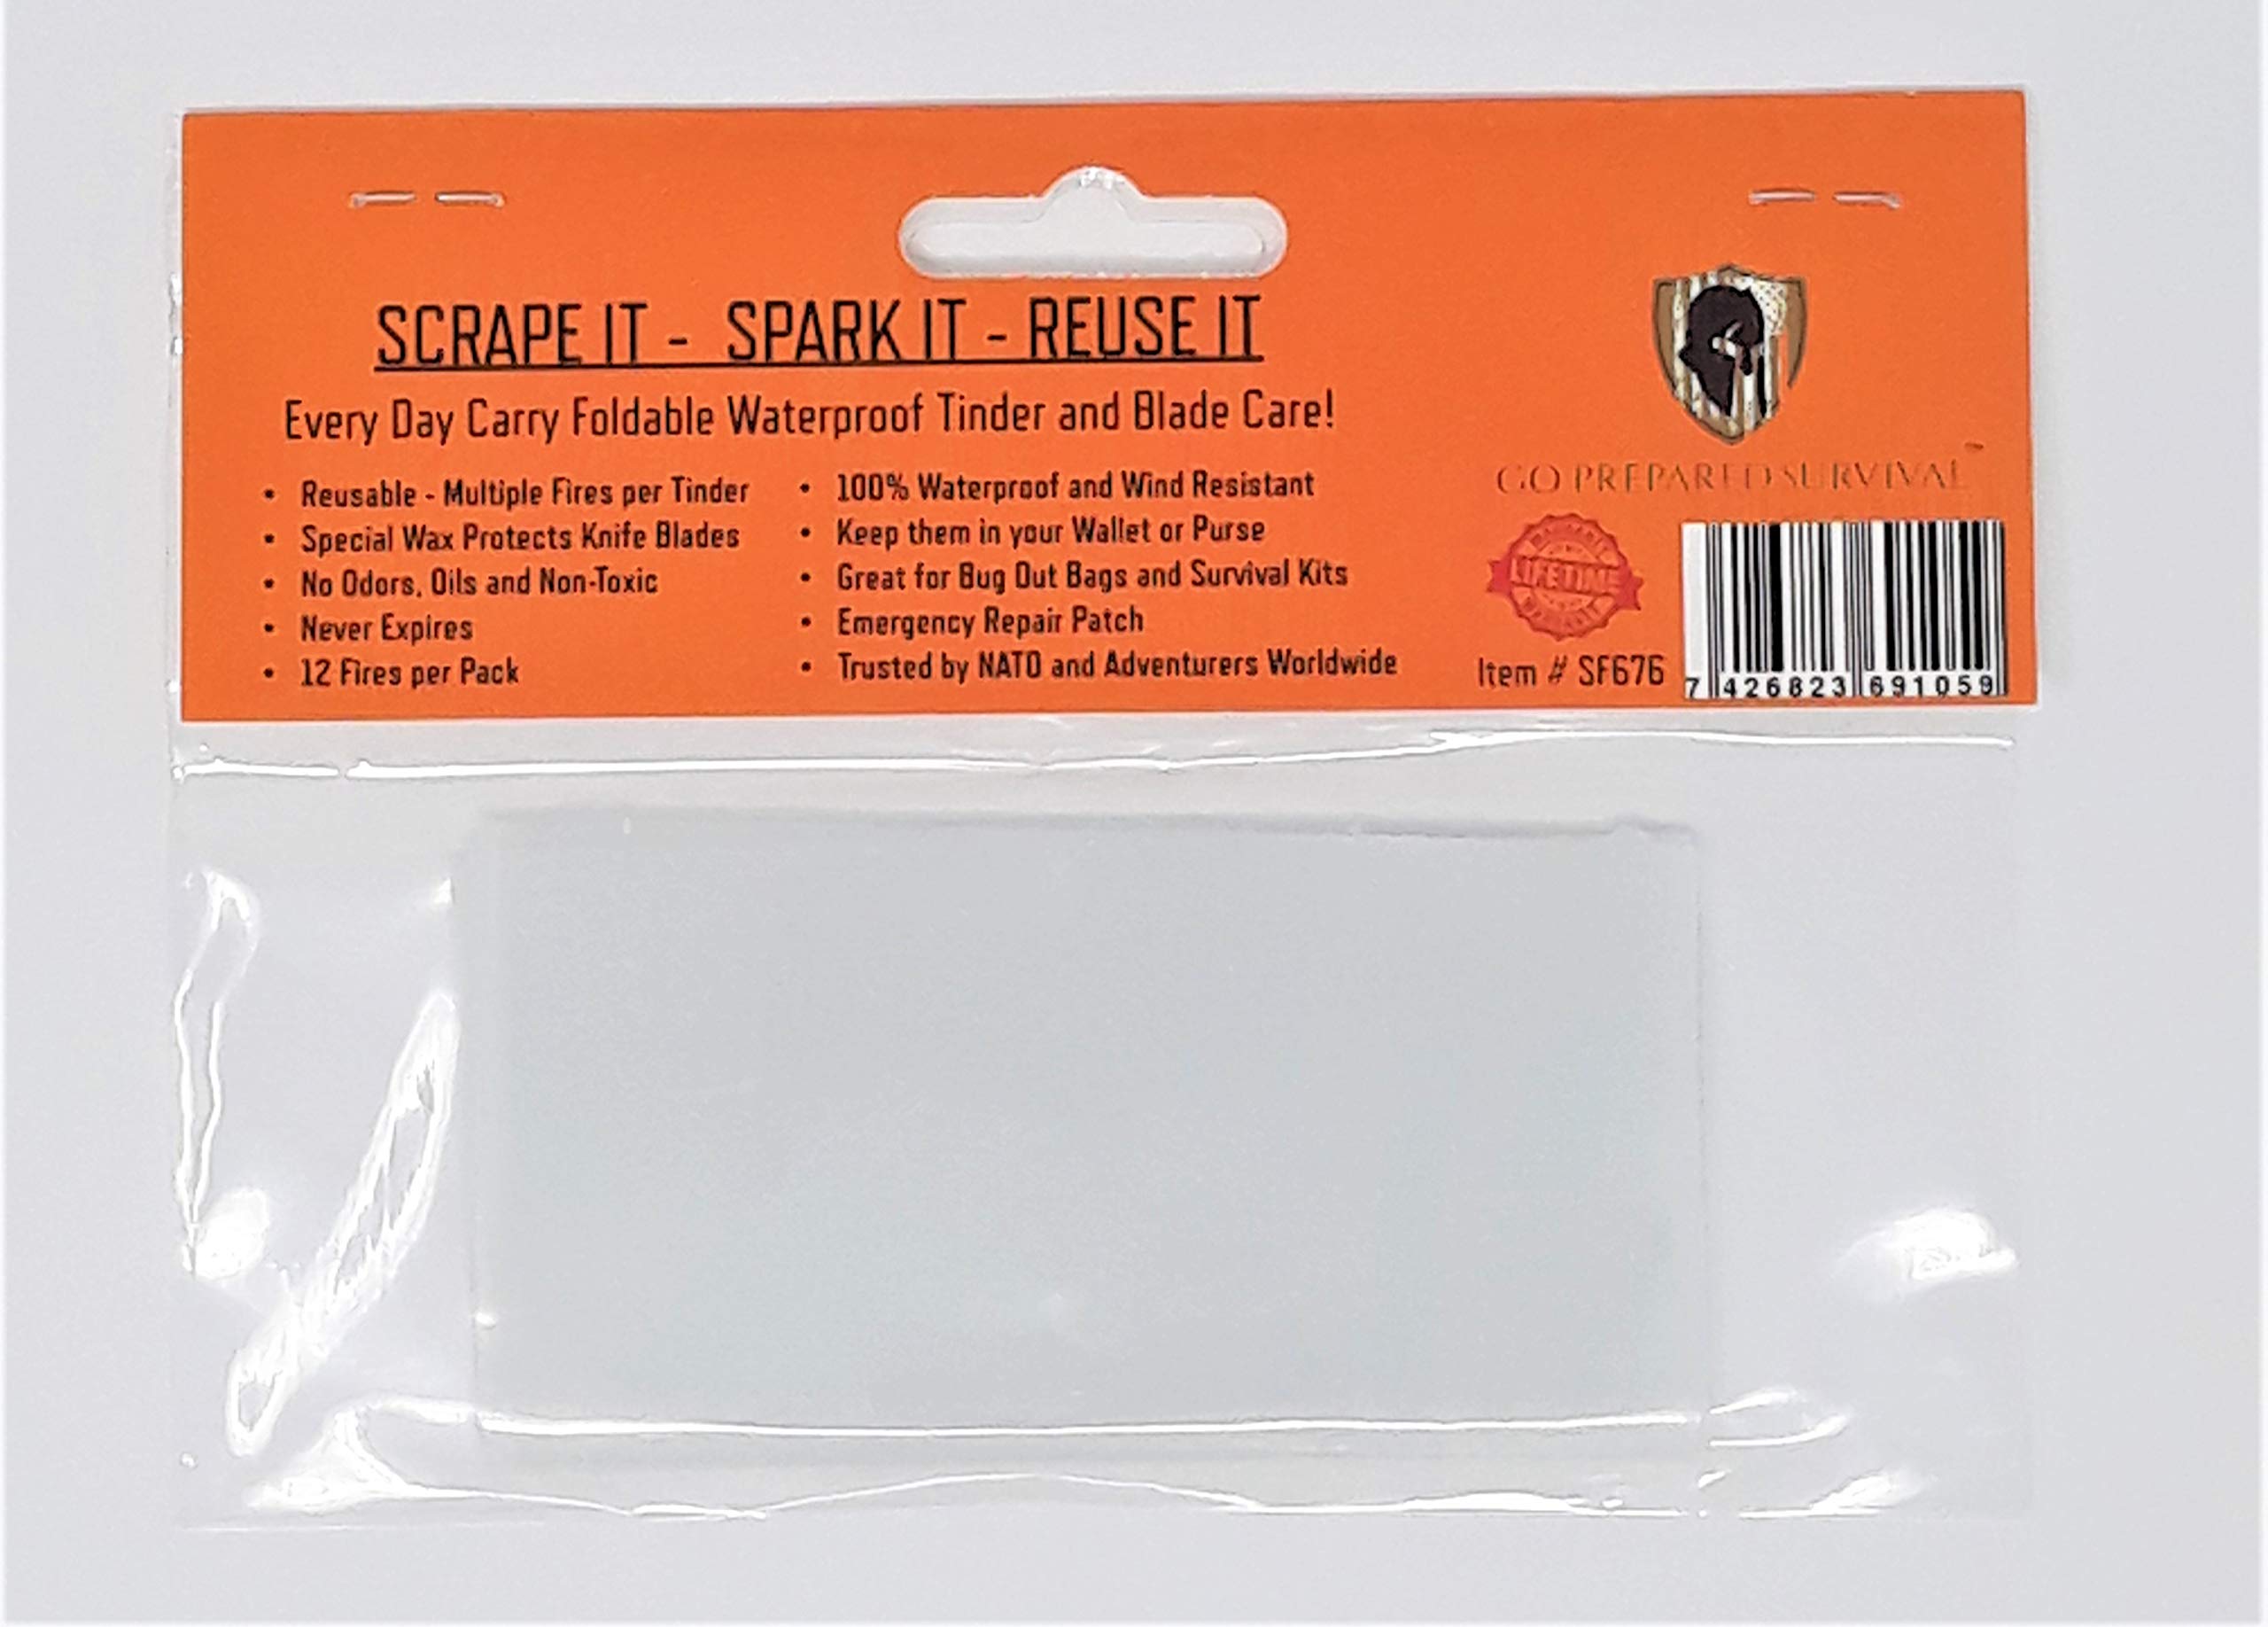 SCRAPE IT - SPARK IT - REUSE IT
Every Day Carry Foldable Waterproof Tinder and Blade Care!
• Reusable - Multiple Fires per Tinder
• Special Wax Protects Knife Blades
• No Odors, Oils and Non-Toxic
• Never Expires
• 12 Fires per Pack
• 100% Waterproof and Wind Resistant
• Keep them in your Wallet or Purse
• Great for Bug Out Bags and Survival Kits
• Emergency Repair Patch
• Trusted by NATO and Adventurers Worldwide
GO PREPARED SURVIVAL
LIFETIME
Item # SF676
7 426823 691059